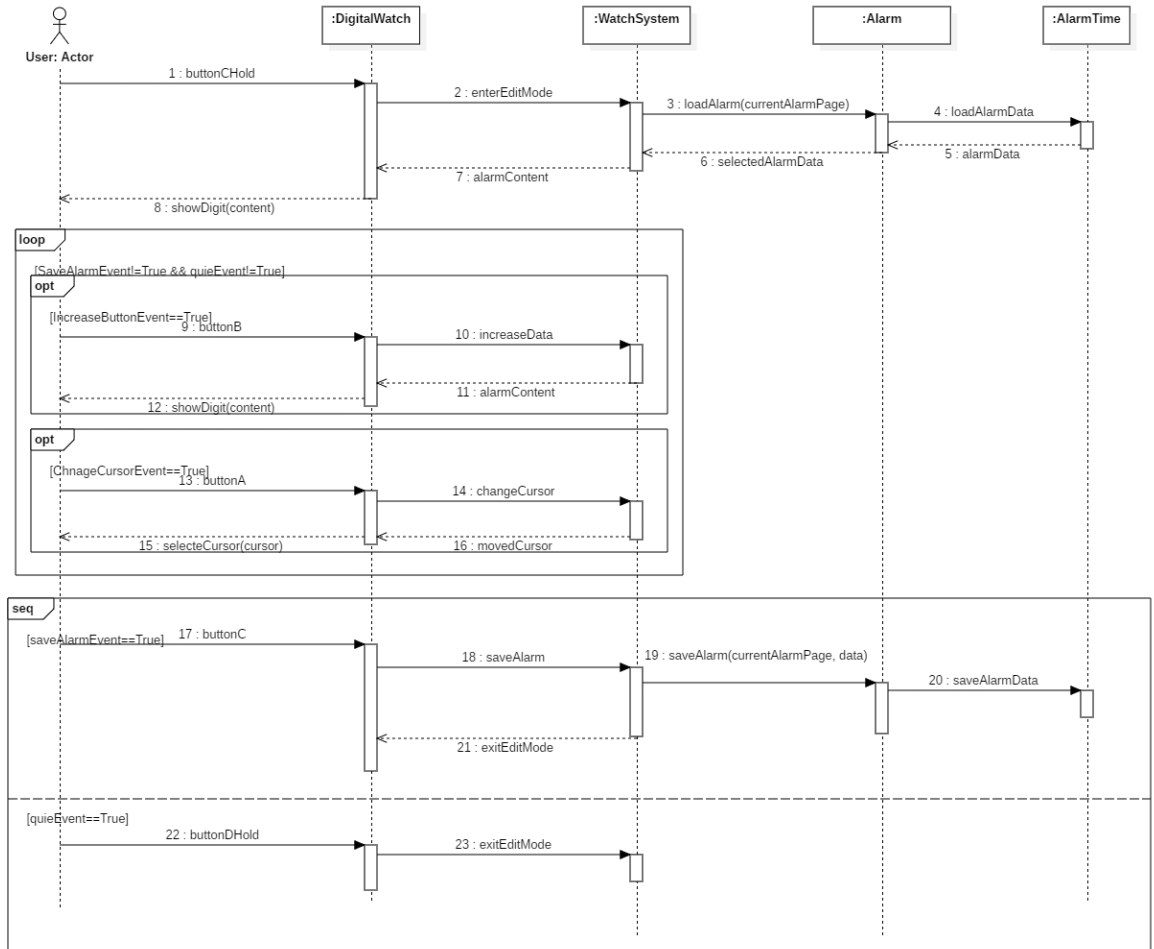 :DigitalWatch
:WatchSystem
:Alarm
:AlarmTime
User: Actor
1 : buttonCHold
2 : enterEditMode
3 : loadAlarm(currentAlarmPage)
4 : loadAlarmData
5 : alarmData
6 : selectedAlarmData
7 : alarmContent
8 : showDigit(content)
loop
[SaveAlarmEvent!=True && quieEvent!=True]
opt
[IncreaseButtonEvent==True]
9 : buttonB
10 : increaseData
11 : alarmContent
12 : showDigit(content)
opt
[ChnageCursorEvent==True]
13 : buttonA
14 : changeCursor
15 : selecteCursor(cursor)
16 : movedCursor
seq
[saveAlarmEvent==True]
17 : buttonC
18 : saveAlarm
19 : saveAlarm(currentAlarmPage, data)
20 : saveAlarmData
21 : exitEditMode
[quieEvent==True]
22 : buttonDHold
23 : exitEditMode